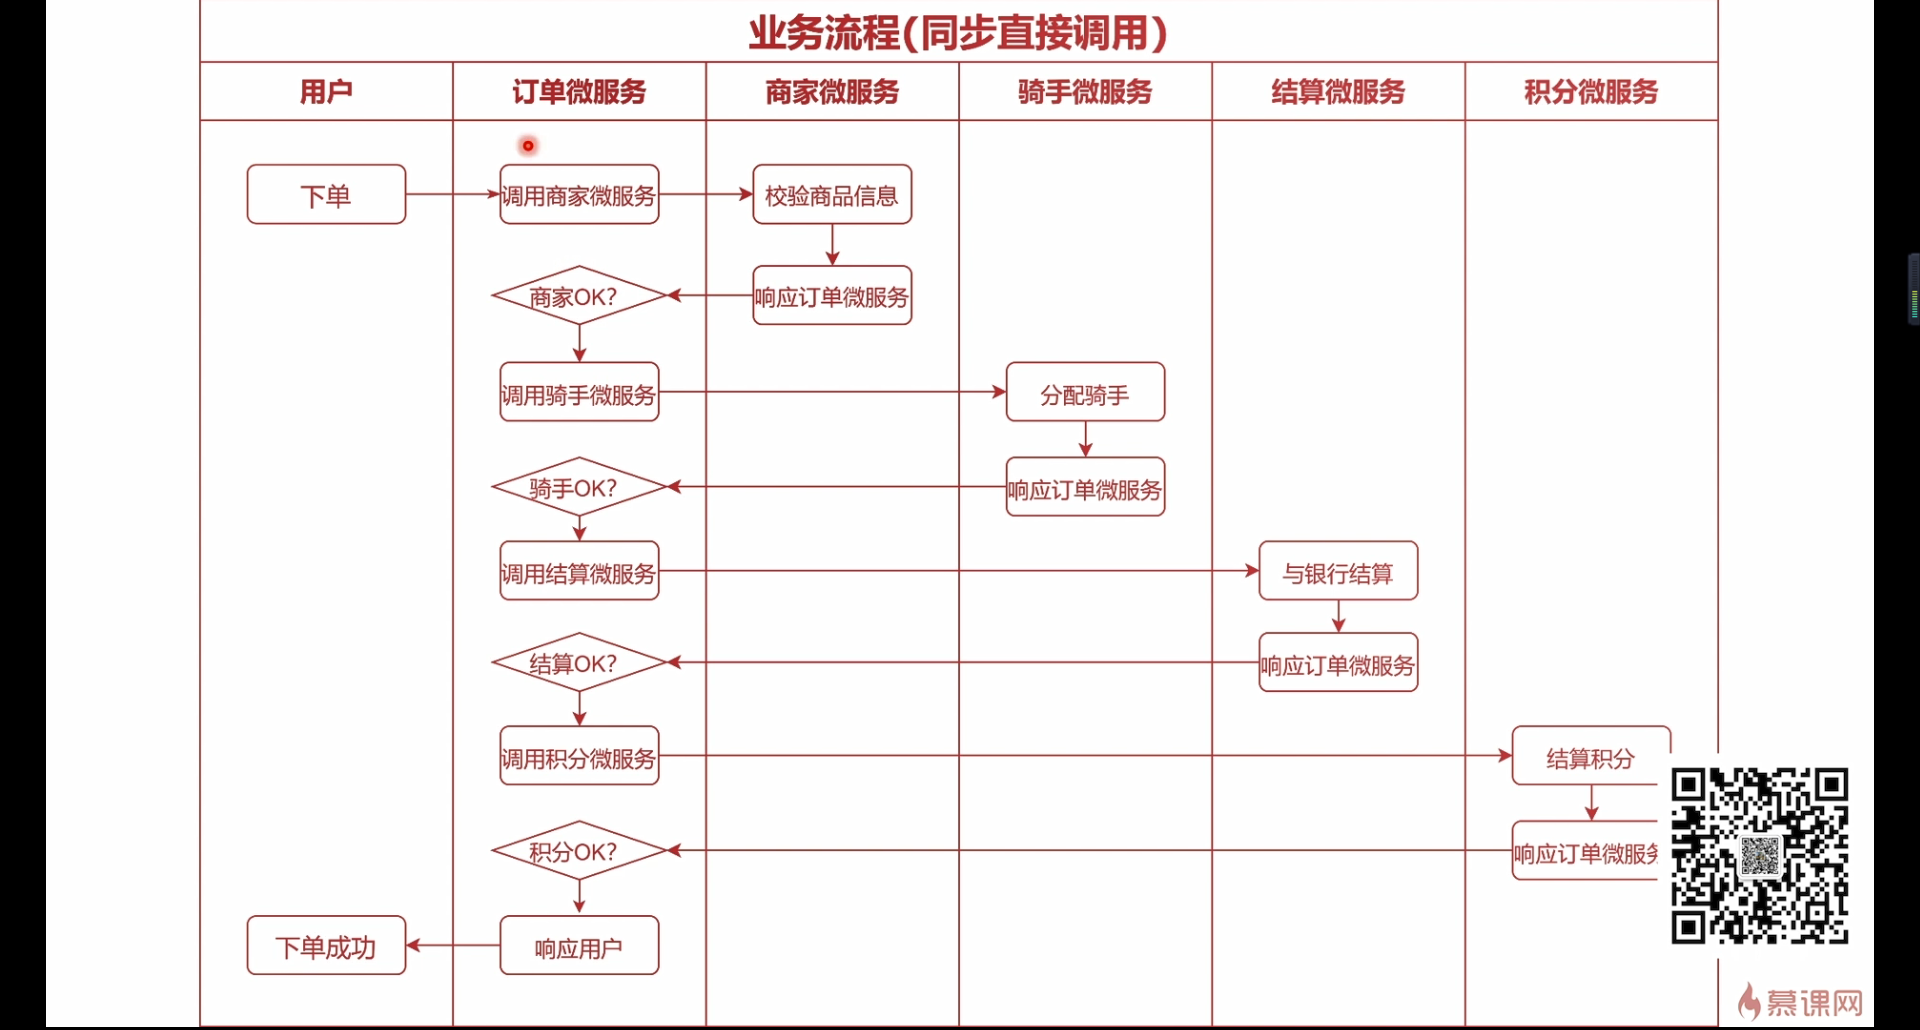 业务流程(同步直接调用)
用户
订单微服务
商家微服务
骑手微服务
结算微服务
积分微服务
下单
调用商家微服务
校验商品信息
商家OK?
响应订单微服务
调用骑手微服务
分配骑手
骑手OK?
响应订单微服务
调用结算微服务
与银行结算
结算OK?
响应订单微服务
调用积分微服务
结算积分
积分OK?
响应订单微服务
下单成功
响应用户
慕课网